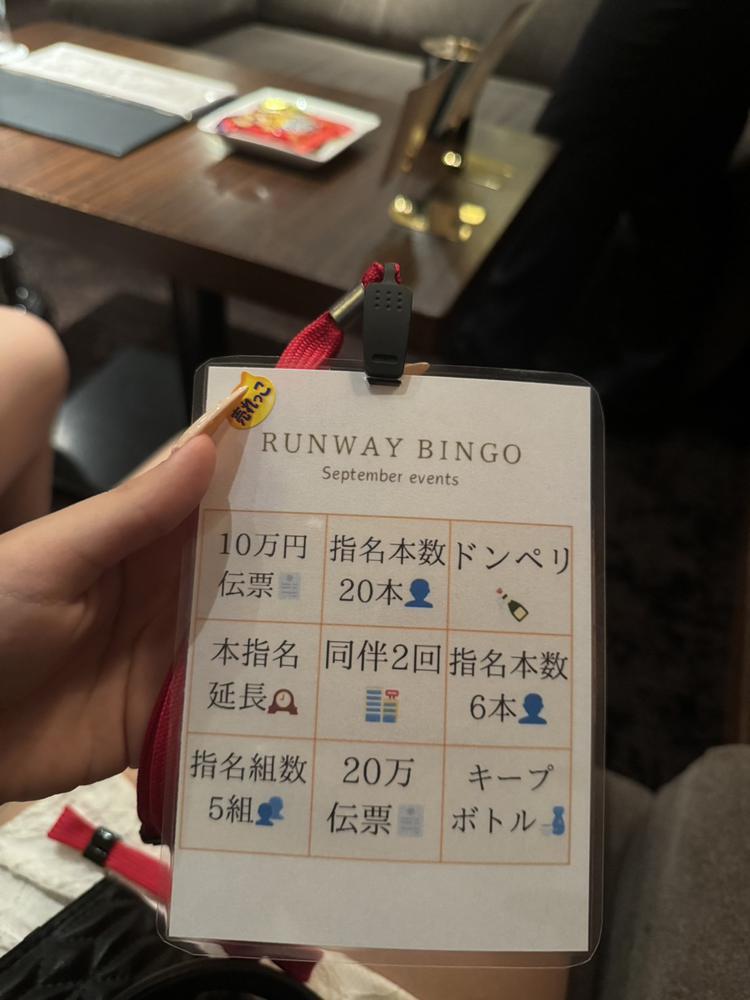 売れっこ
RUNWAY BINGO
September events
10万円
伝票
指名本数
20本
ドンペリ
本指名
延長
同伴2回
指名本数
6本
指名組数
5組
20万
伝票
キープ
ボトル